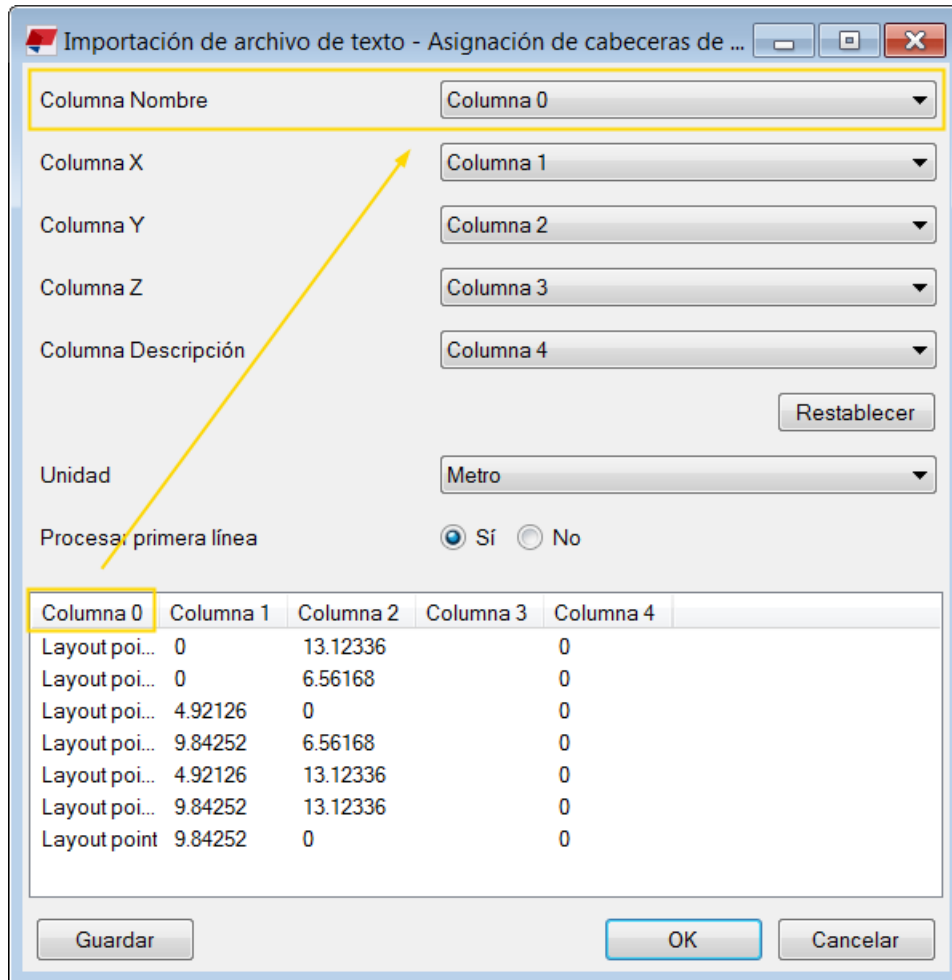 Importación de archivo de texto - Asignación de cabeceras de ...
Columna Nombre Columna 0
Columna X Columna 1
Columna Y Columna 2
Columna Z Columna 3
Columna Descripción Columna 4
Restablecer
Unidad Metro
Procesar primera línea Sí No
Columna 0 Columna 1 Columna 2 Columna 3 Columna 4
Layout poi... 0 13.12336 0
Layout poi... 0 6.56168 0
Layout poi... 4.92126 0 0
Layout poi... 9.84252 6.56168 0
Layout poi... 4.92126 13.12336 0
Layout poi... 9.84252 13.12336 0
Layout point 9.84252 0 0
Guardar OK Cancelar